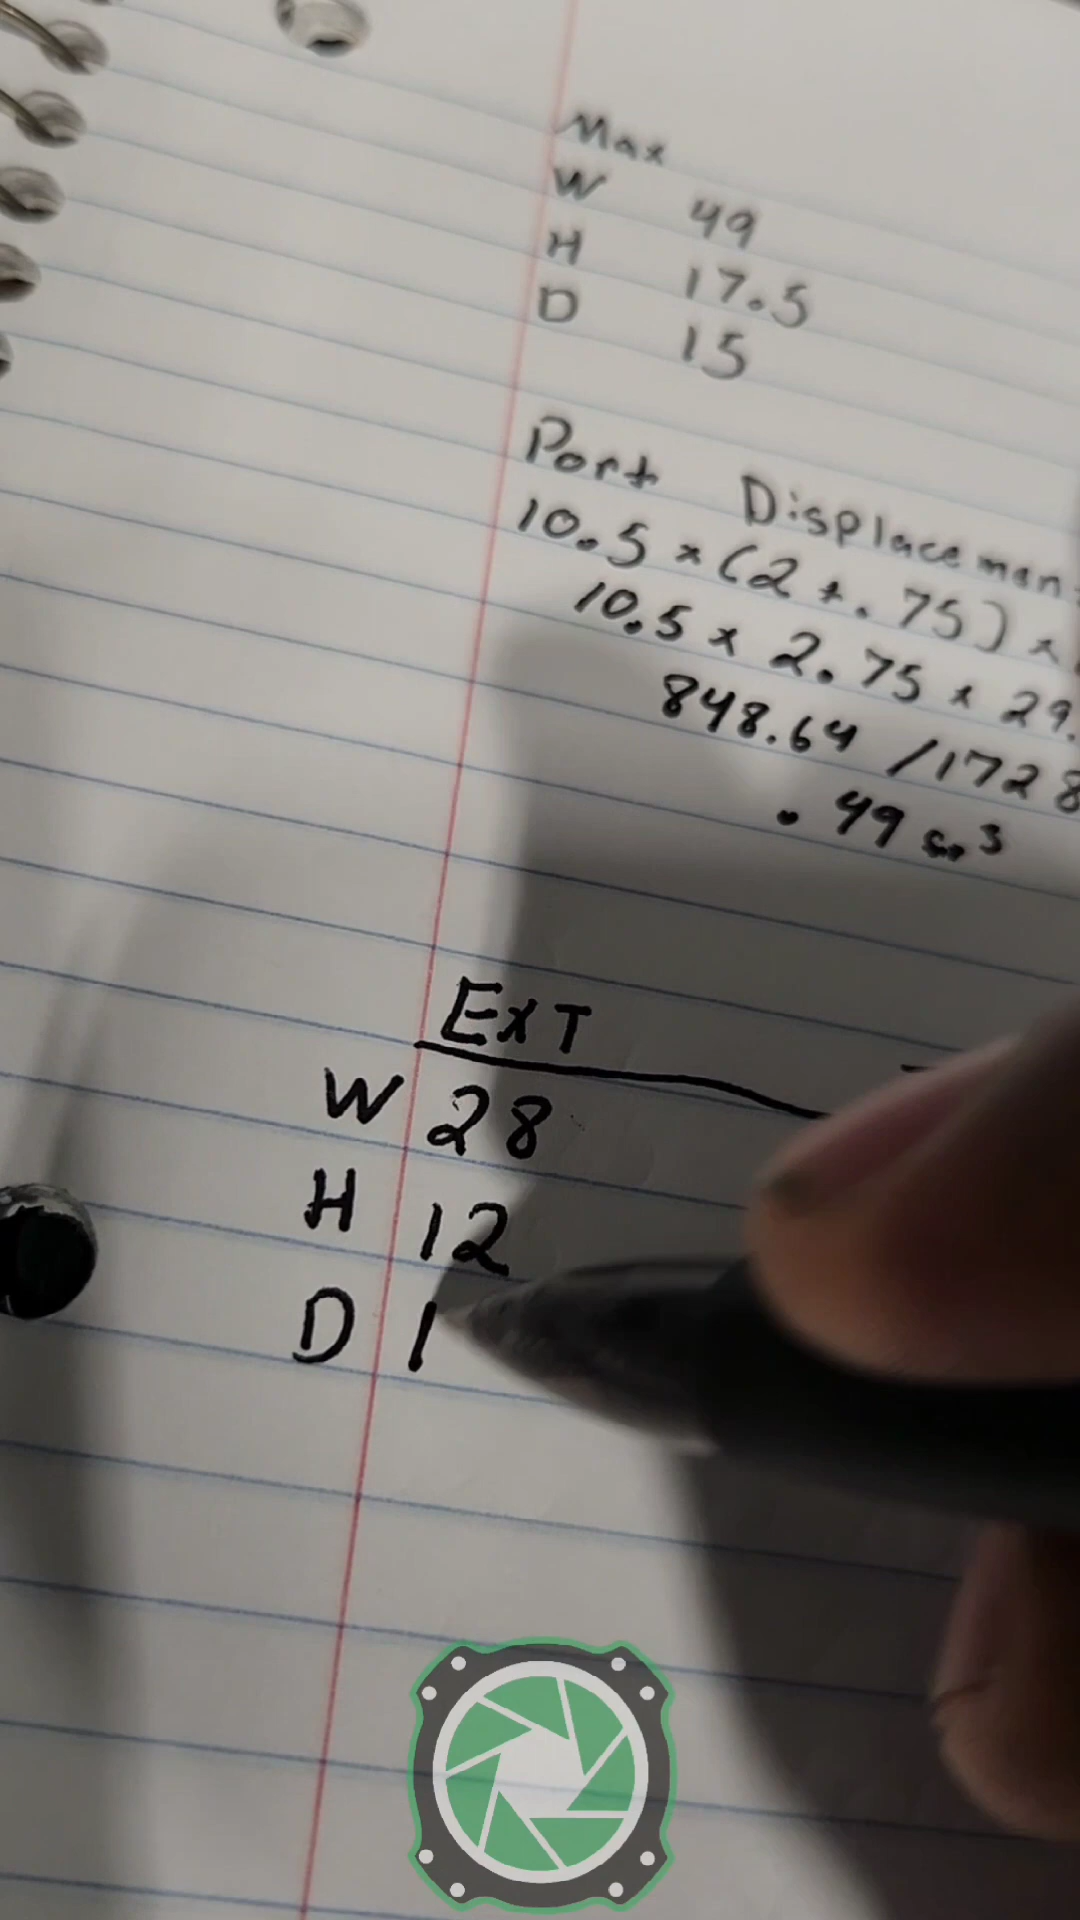 Max
W 49
H 17.5
D 15
Port Displacemen
10.5 x (2 + .75) x
10.5 x 2.75 x 29.
848.64 / 1728
.49
EXT
W 28
H 12
D 1